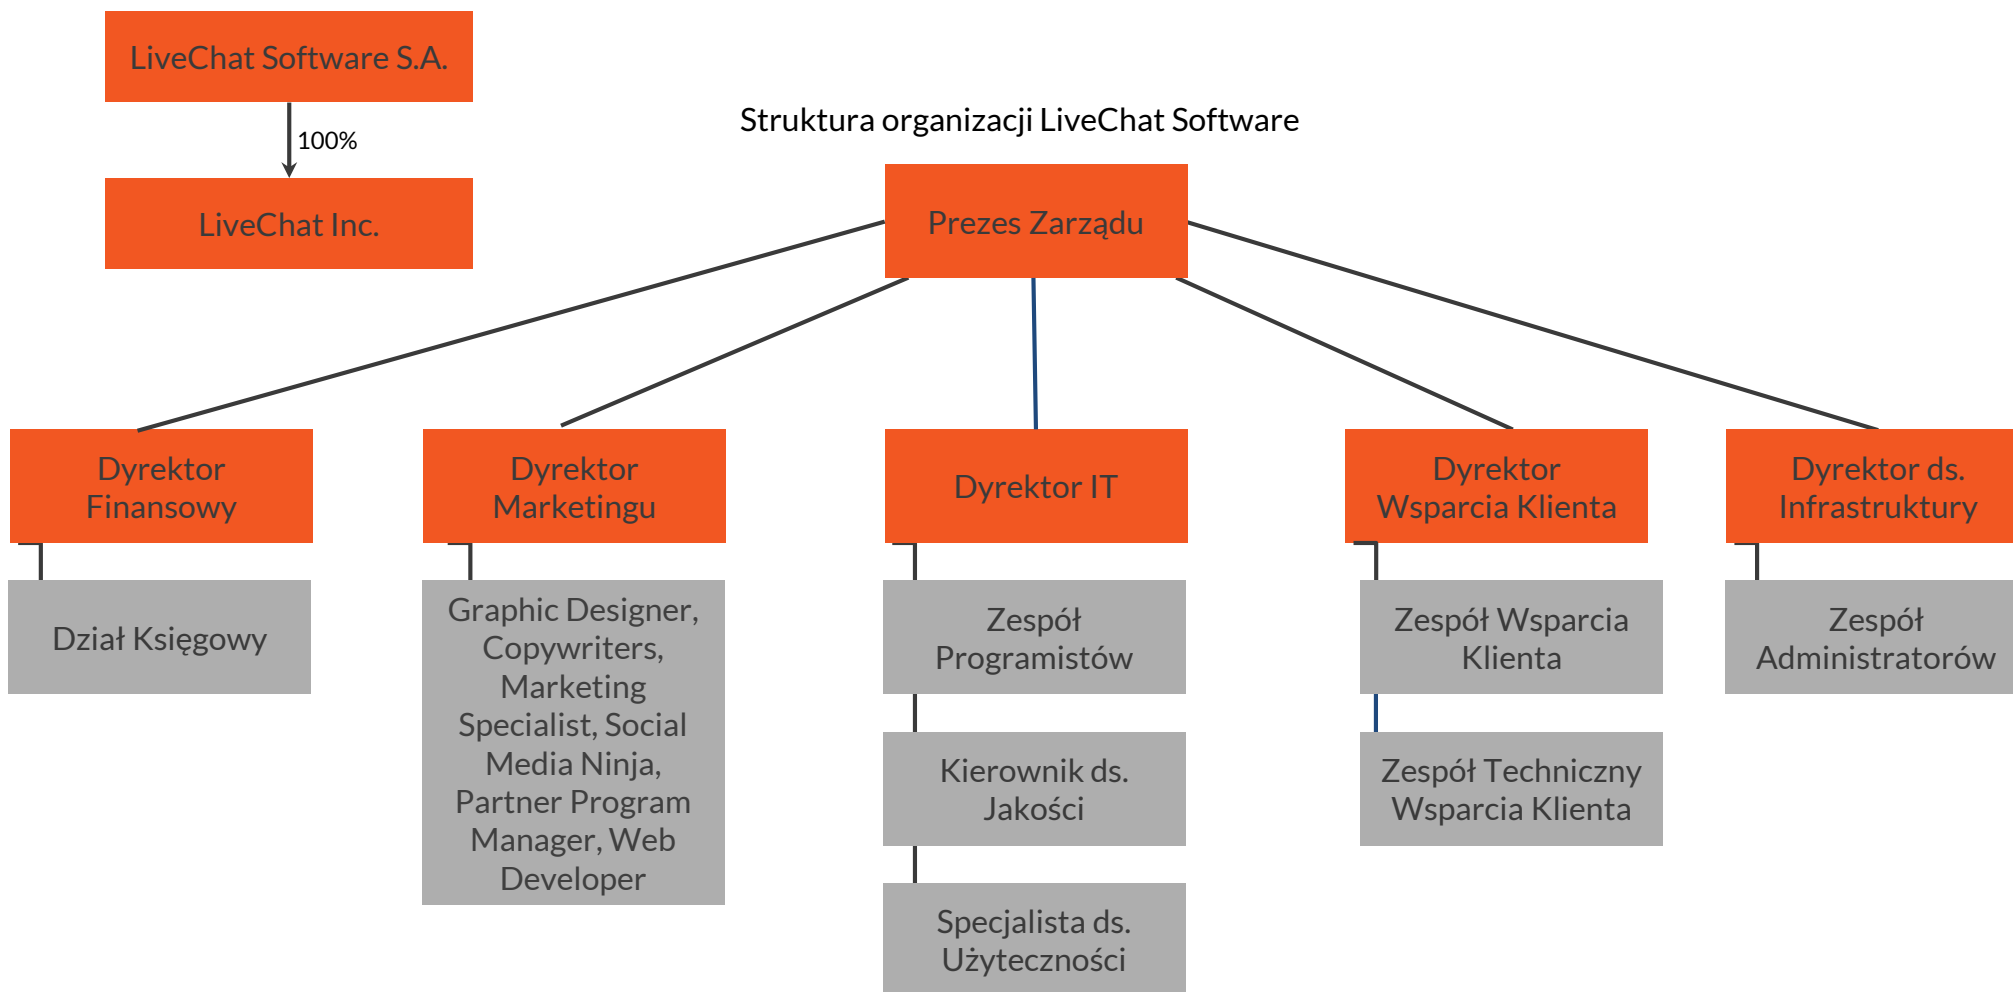 LiveChat Software S.A.
100%
LiveChat Inc.
Struktura organizacji LiveChat Software
Prezes Zarządu
Dyrektor
Finansowy
Dział Księgowy
Dyrektor
Marketingu
Graphic Designer,
Copywriters,
Marketing
Specialist, Social
Media Ninja,
Partner Program
Manager, Web
Developer
Dyrektor IT
Zespół
Programistów
Kierownik ds.
Jakości
Specjalista ds.
Użyteczności
Dyrektor
Wsparcia Klienta
Zespół Wsparcia
Klienta
Zespół Techniczny
Wsparcia Klienta
Dyrektor ds.
Infrastruktury
Zespół
Administratorów